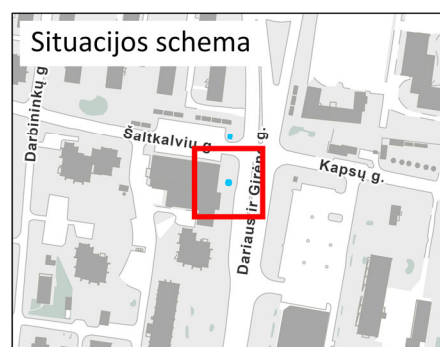 Situacijos schema
Darbininkų g.
Šaltkalvių g.
Dariaus ir Girėno g.
Kapsų g.